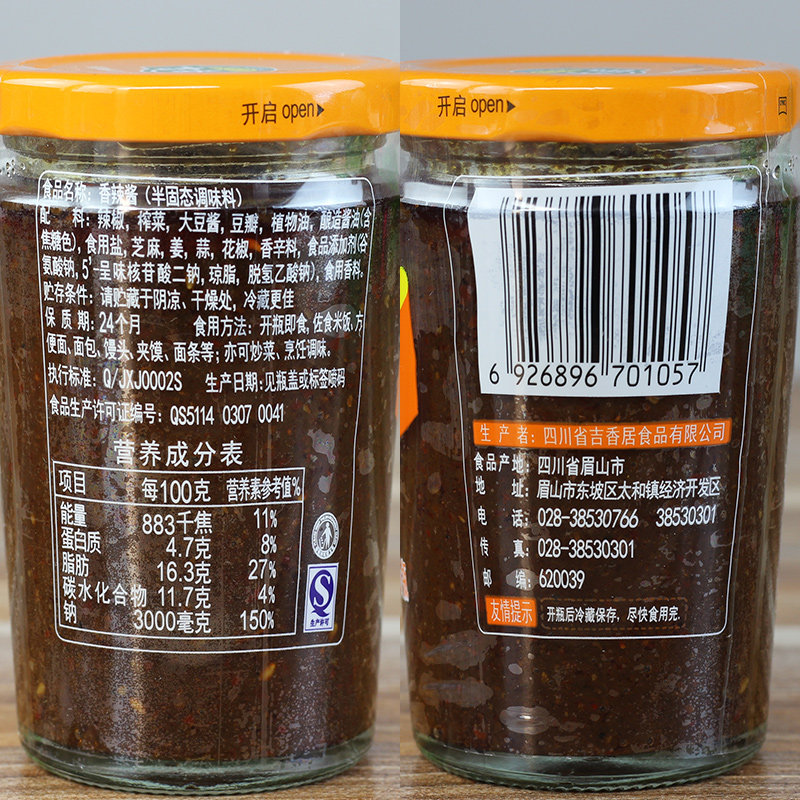 开启 open
食品名称：香辣酱（半固态调味料）
配 料：辣椒，榨菜，大豆酱，豆瓣，植物油，酿造酱油(含
焦糖色)，食用盐，芝麻，姜，蒜，花椒，香辛料，食品添加剂(谷
氨酸钠，5'-呈味核苷酸二钠，琼脂，脱氢乙酸钠)，食用香料.
贮存条件：请贮藏于阴凉、干燥处，冷藏更佳
保 质 期：24个月 食用方法：开瓶即食，佐食米饭、方
便面、面包、馒头、夹馍、面条等；亦可炒菜、烹饪调味.
执行标准：Q/JXJ0002S 生产日期：见瓶盖或标签喷码
食品生产许可证编号：QS5114 0307 0041
营养成分表
项目 每100克 营养素参考值%
能量 883千焦 11%
蛋白质 4.7克 8%
脂肪 16.3克 27%
碳水化合物 11.7克 4%
钠 3000毫克 150%
QS
生产许可
开启 open
6 926896 701057
生 产 者：四川省吉香居食品有限公司
食品产地：四川省眉山市
地 址：眉山市东坡区太和镇经济开发区
电 话：028-38530766 38530301
传 真：028-38530301
邮 编：620039
友情提示 开瓶后冷藏保存，尽快食用完.